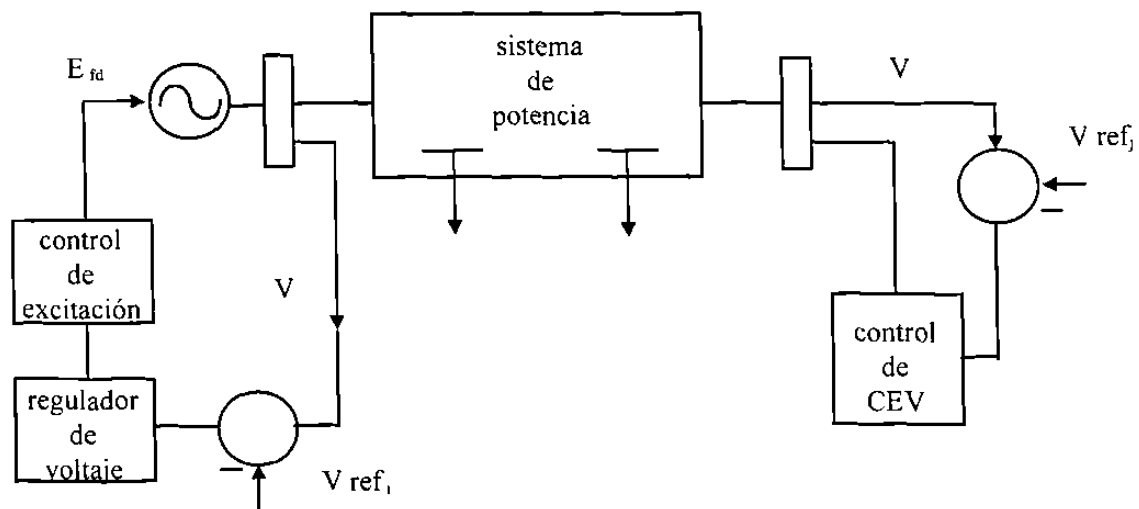 sistema
de
potencia
E fd
V
V ref j
control
de
excitación
V
control
de
CEV
regulador
de
voltaje
V ref